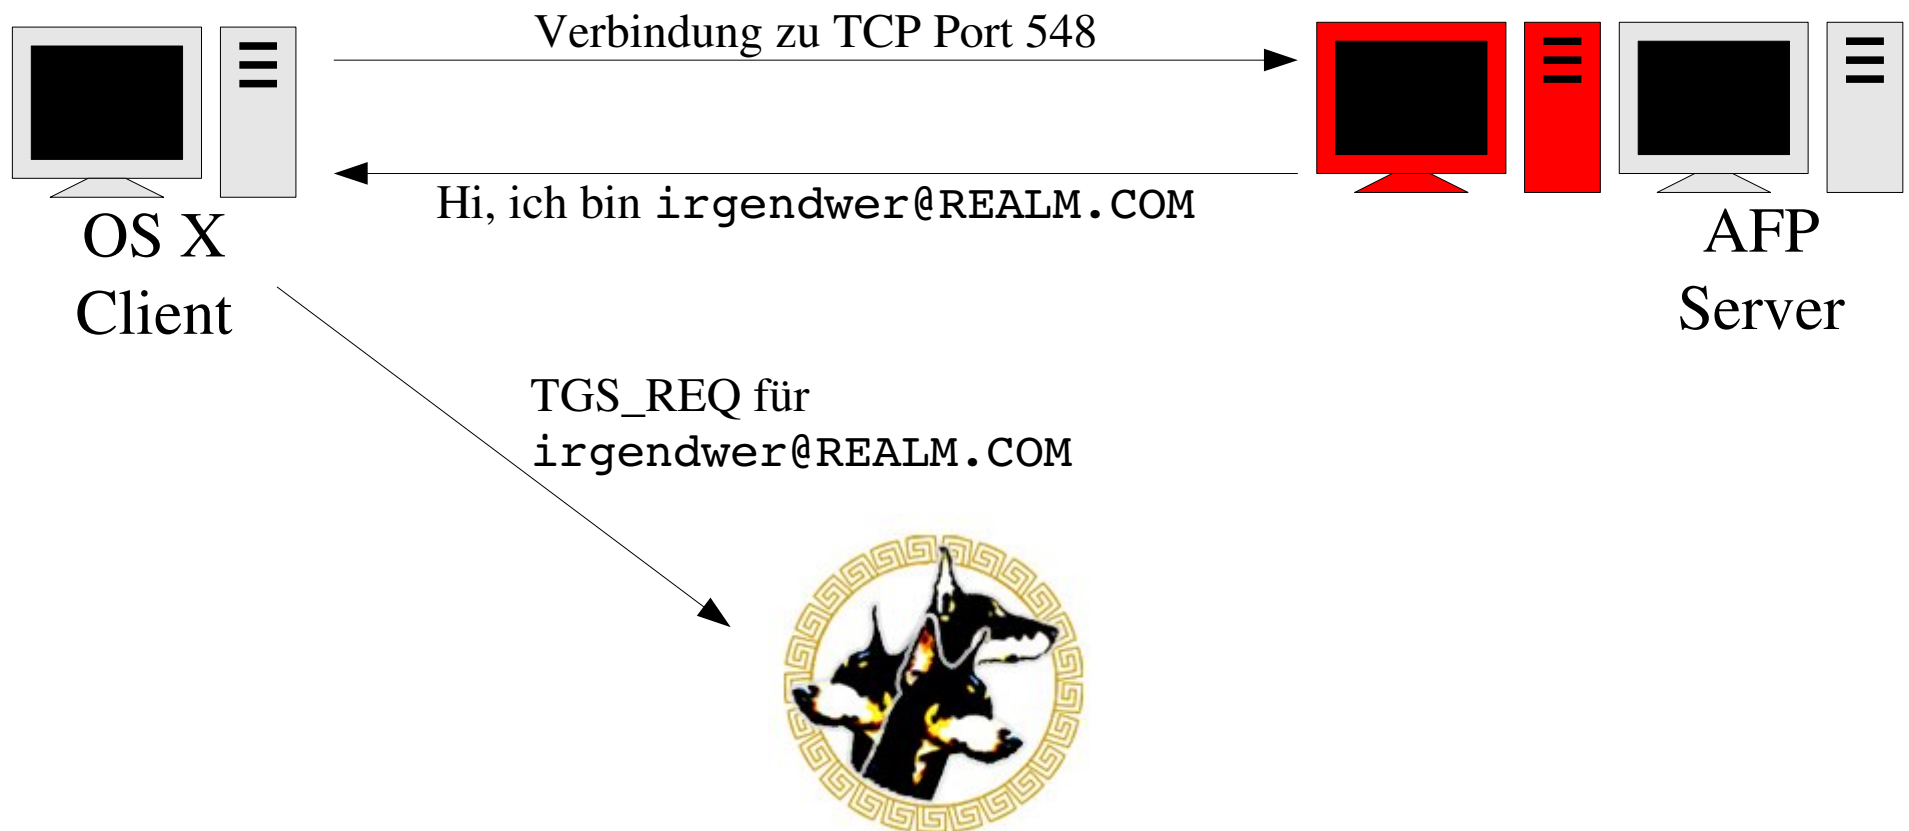 Verbindung zu TCP Port 548
Hi, ich bin irgendwer@REALM.COM
OS X
Client
AFP
Server
TGS_REQ für
irgendwer@REALM.COM